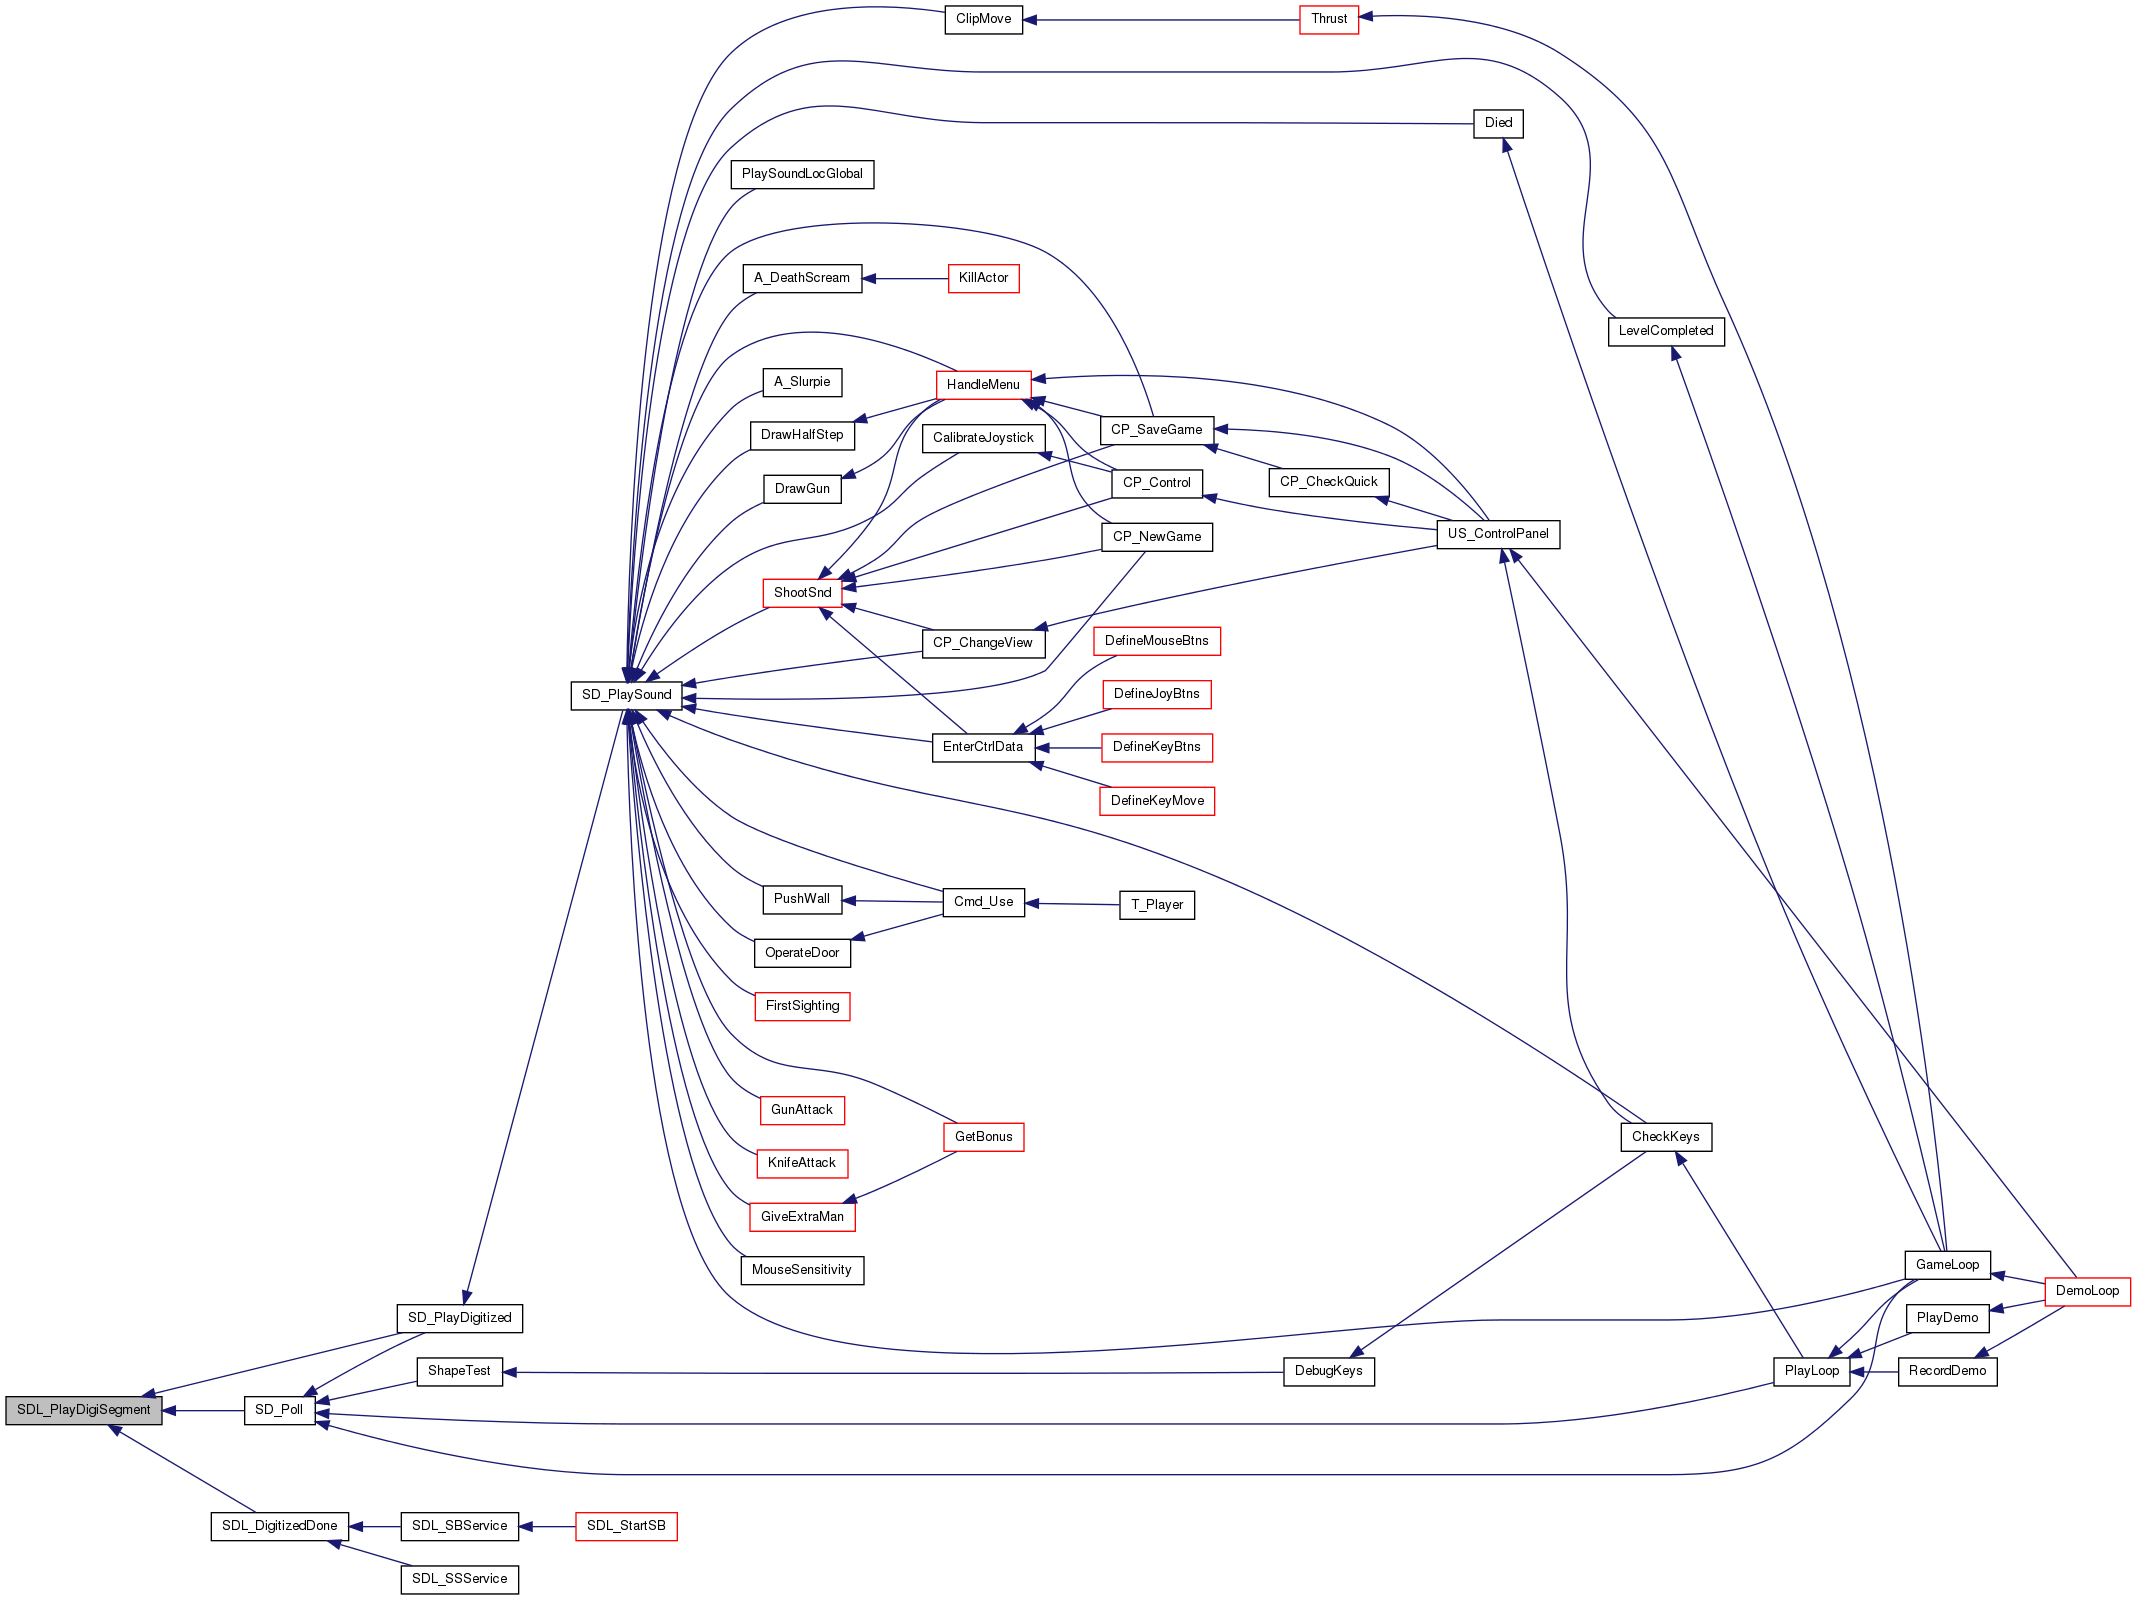 ClipMove
Thrust
Died
PlaySoundLocGlobal
A_DeathScream
KillActor
LevelCompleted
A_Slurpie
HandleMenu
DrawHalfStep
CalibrateJoystick
CP_SaveGame
DrawGun
CP_Control
CP_CheckQuick
CP_NewGame
US_ControlPanel
ShootSnd
CP_ChangeView
DefineMouseBtns
SD_PlaySound
DefineJoyBtns
EnterCtrlData
DefineKeyBtns
DefineKeyMove
PushWall
Cmd_Use
T_Player
OperateDoor
FirstSighting
GunAttack
GetBonus
CheckKeys
KnifeAttack
GiveExtraMan
MouseSensitivity
GameLoop
DemoLoop
SD_PlayDigitized
PlayDemo
ShapeTest
DebugKeys
PlayLoop
RecordDemo
SDL_PlayDigiSegment
SD_Poll
SDL_DigitizedDone
SDL_SBService
SDL_StartSB
SDL_SSService